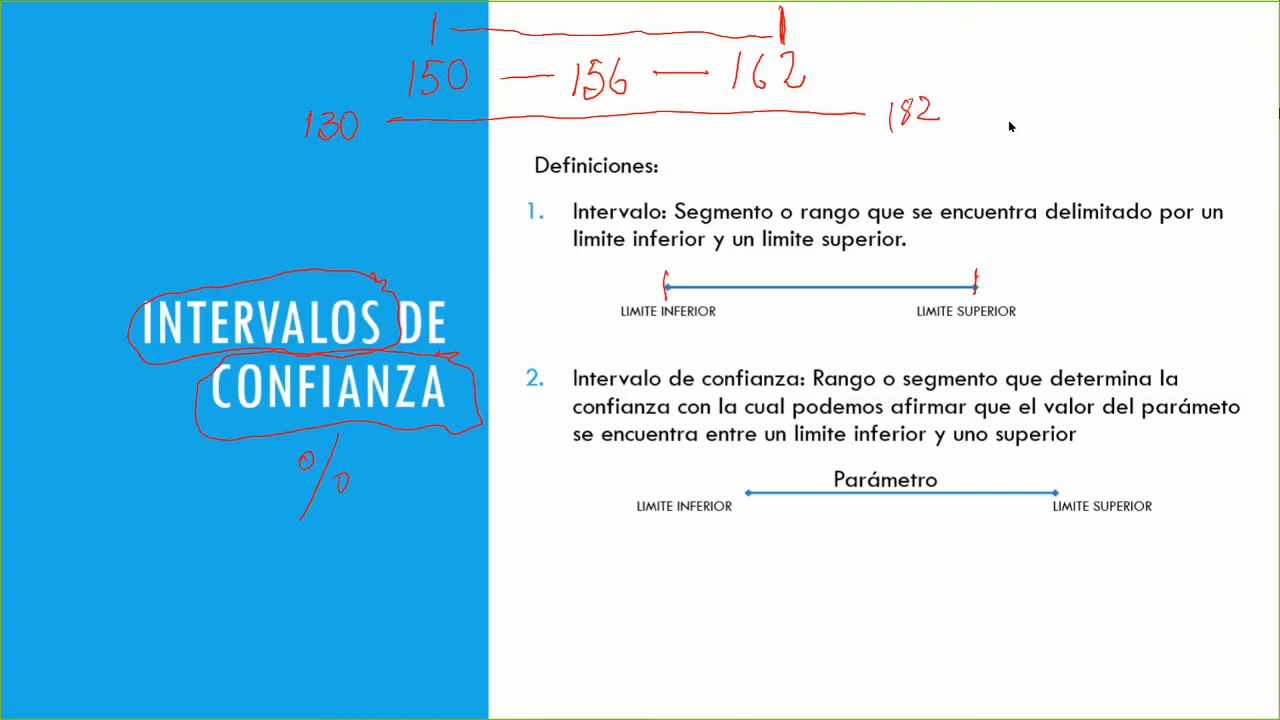 150 — 156 — 162
130 — 182
Definiciones:
1. Intervalo: Segmento o rango que se encuentra delimitado por un
limite inferior y un limite superior.
LIMITE INFERIOR LIMITE SUPERIOR
INTERVALOS DE
CONFIANZA
%
2. Intervalo de confianza: Rango o segmento que determina la
confianza con la cual podemos afirmar que el valor del parámeto
se encuentra entre un limite inferior y uno superior
Parámetro
LIMITE INFERIOR LIMITE SUPERIOR